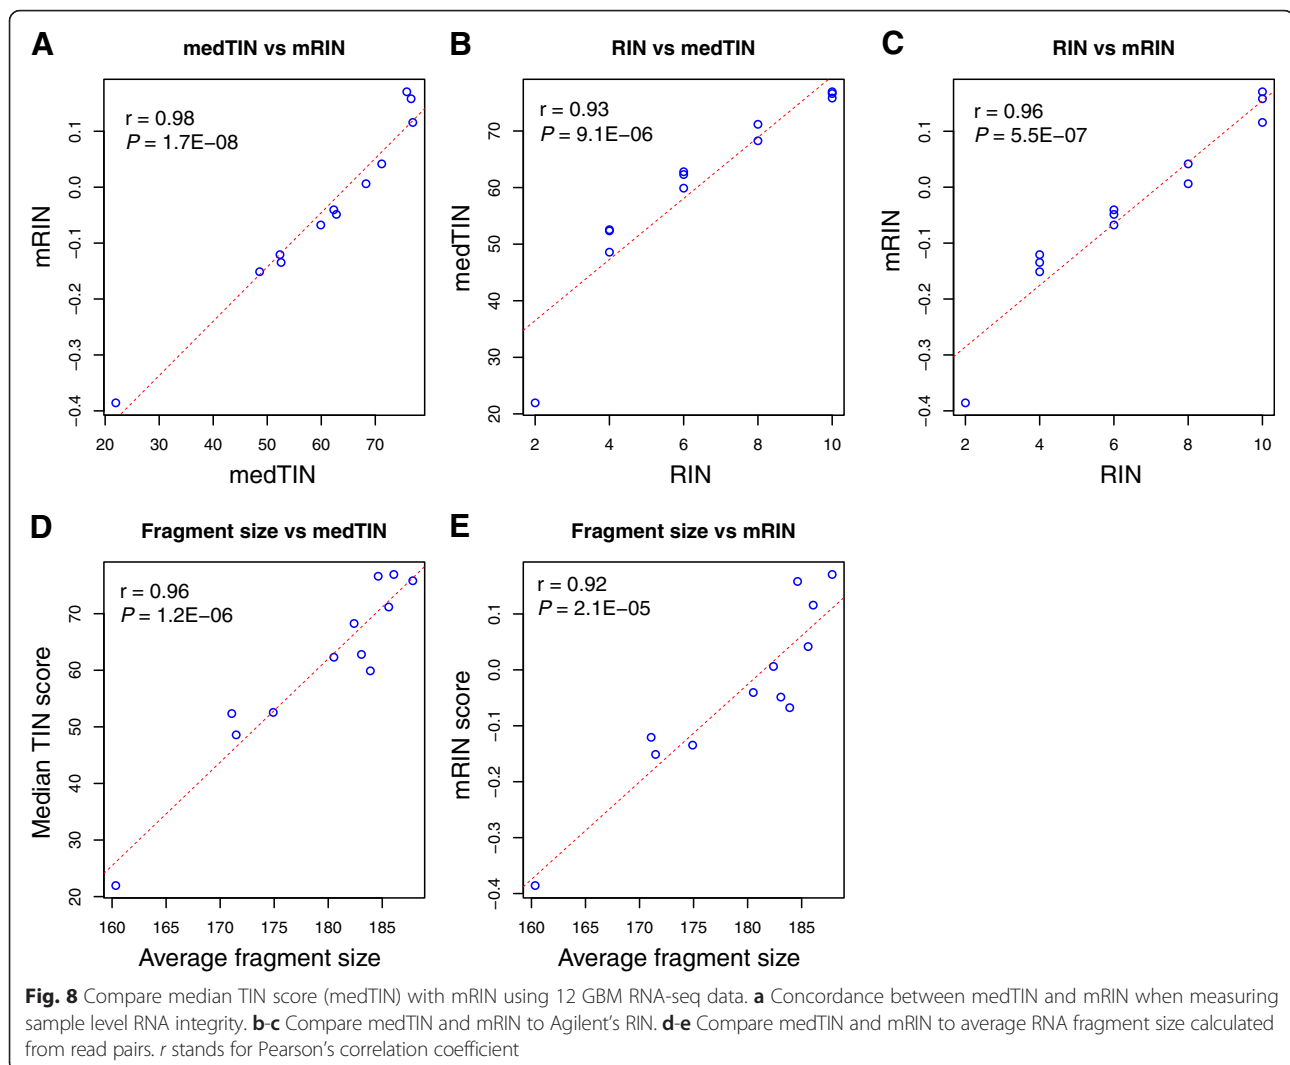 A
medTIN vs mRIN
r = 0.98
P = 1.7E−08
mRIN
0.1
0.0
−0.1
−0.2
−0.3
−0.4
20 30 40 50 60 70
medTIN
B
RIN vs medTIN
r = 0.93
P = 9.1E−06
medTIN
70
60
50
40
30
20
2 4 6 8 10
RIN
C
RIN vs mRIN
r = 0.96
P = 5.5E−07
mRIN
0.1
0.0
−0.1
−0.2
−0.3
−0.4
2 4 6 8 10
RIN
D
Fragment size vs medTIN
r = 0.96
P = 1.2E−06
Median TIN score
70
60
50
40
30
20
160 165 170 175 180 185
Average fragment size
E
Fragment size vs mRIN
r = 0.92
P = 2.1E−05
mRIN score
0.1
0.0
−0.1
−0.2
−0.3
−0.4
160 165 170 175 180 185
Average fragment size
Fig. 8 Compare median TIN score (medTIN) with mRIN using 12 GBM RNA-seq data. a Concordance between medTIN and mRIN when measuring
sample level RNA integrity. b-c Compare medTIN and mRIN to Agilent's RIN. d-e Compare medTIN and mRIN to average RNA fragment size calculated
from read pairs. r stands for Pearson's correlation coefficient